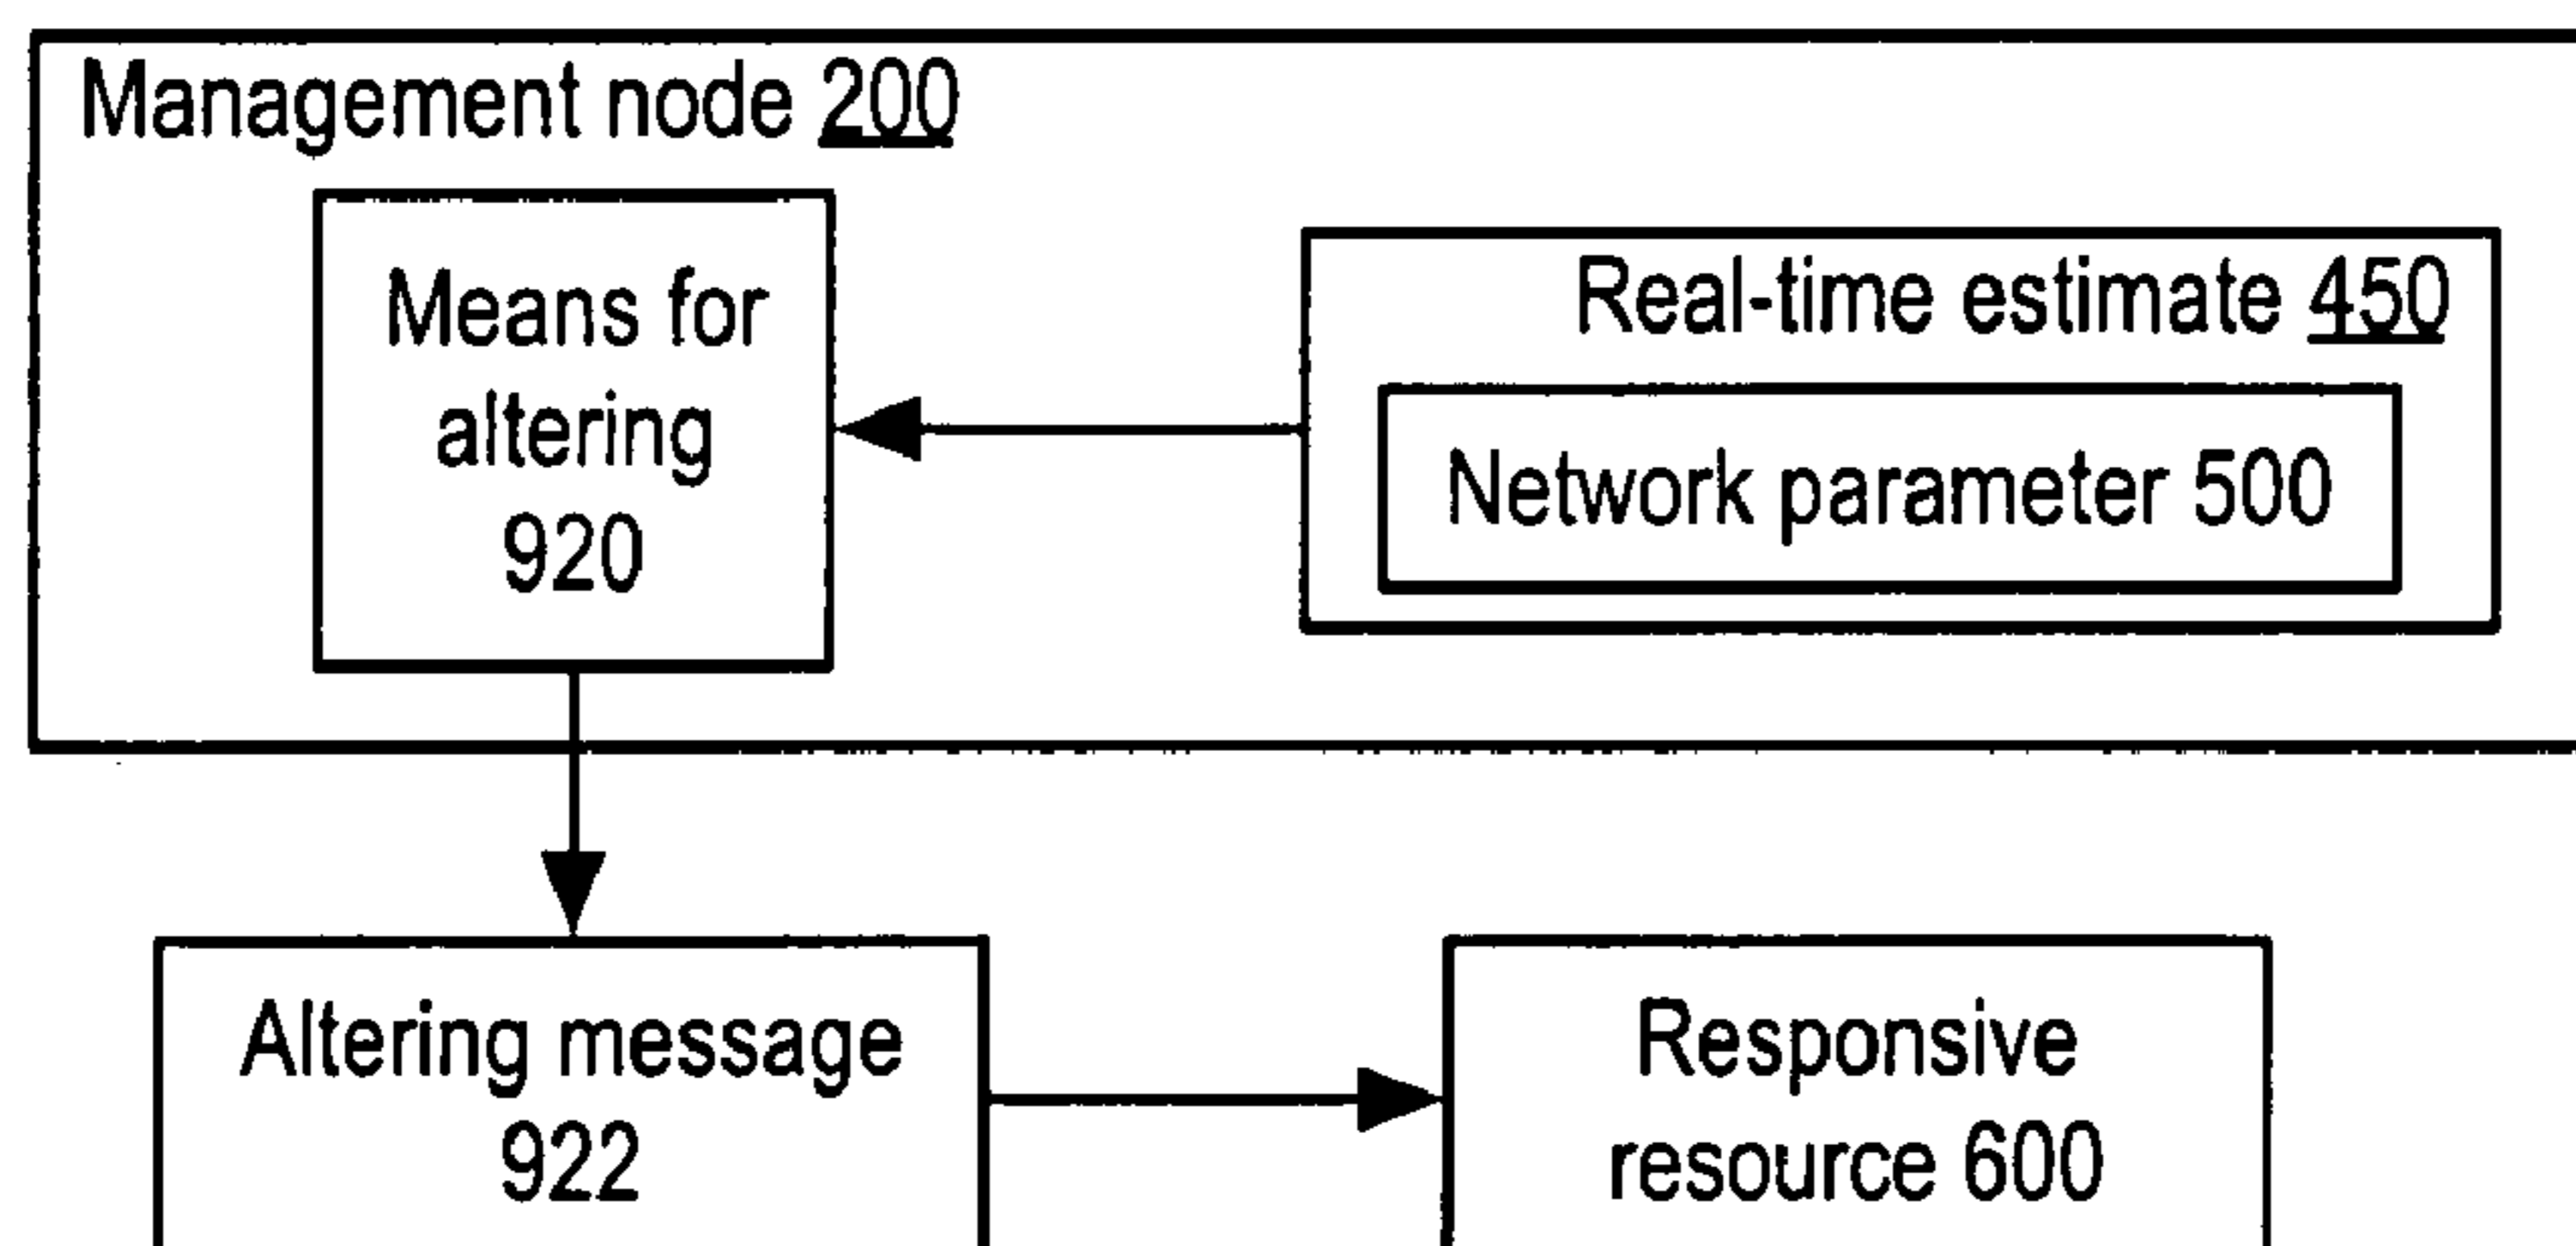 Management node 200
Means for
altering
920
Real-time estimate 450
Network parameter 500
Altering message
922
Responsive
resource 600